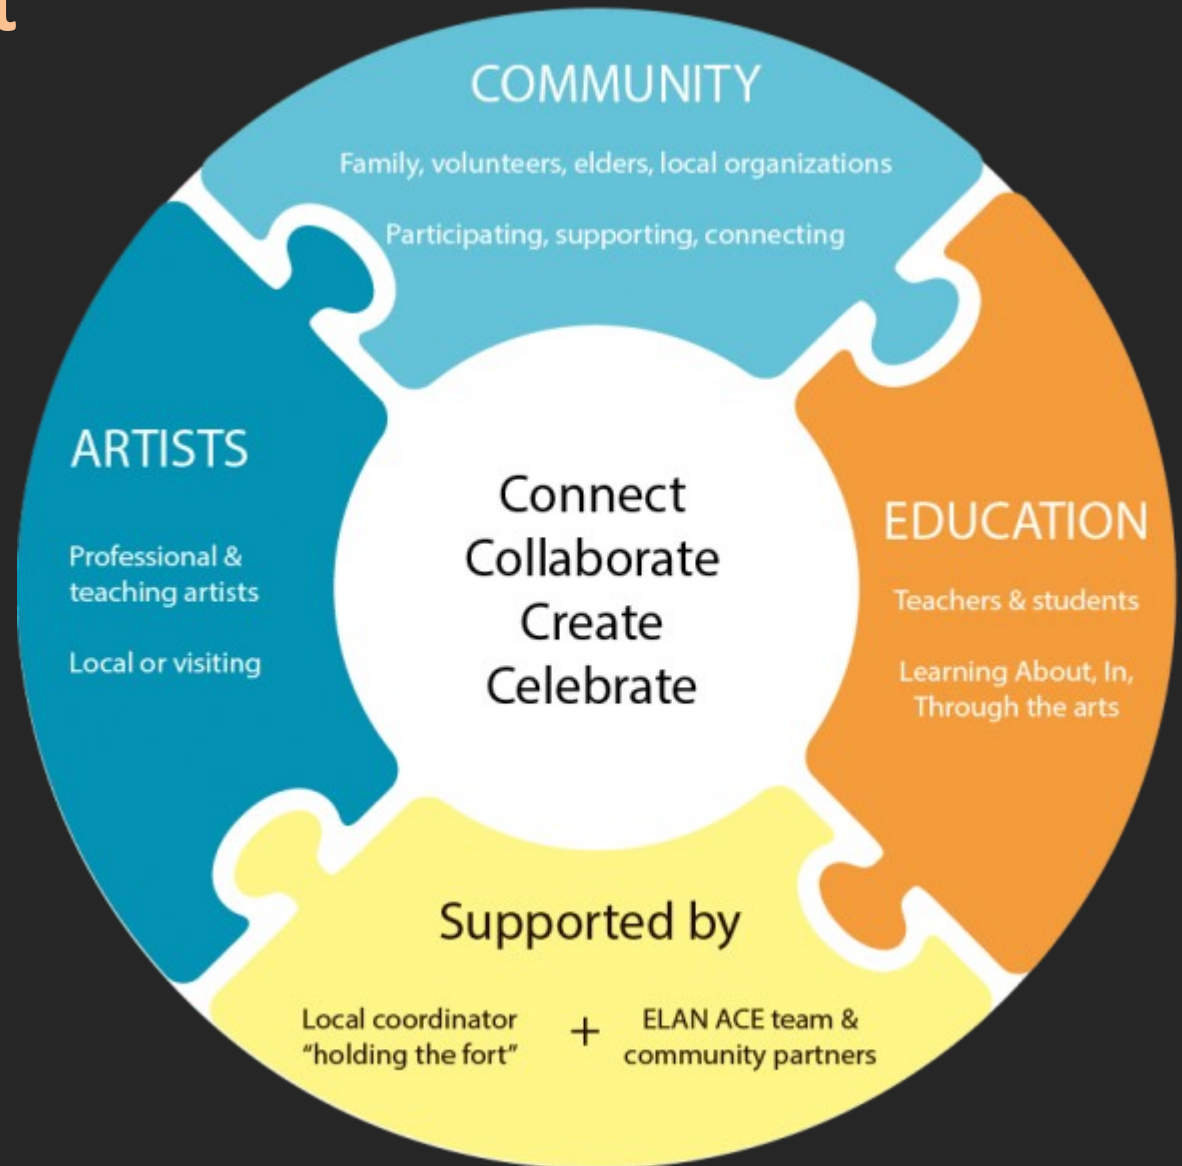 COMMUNITY
Family, volunteers, elders, local organizations
Participating, supporting, connecting
ARTISTS
Professional &
teaching artists
Local or visiting
Connect
Collaborate
Create
Celebrate
EDUCATION
Teachers & students
Learning About, In,
Through the arts
Supported by
Local coordinator
“holding the fort”
+
ELAN ACE team &
community partners